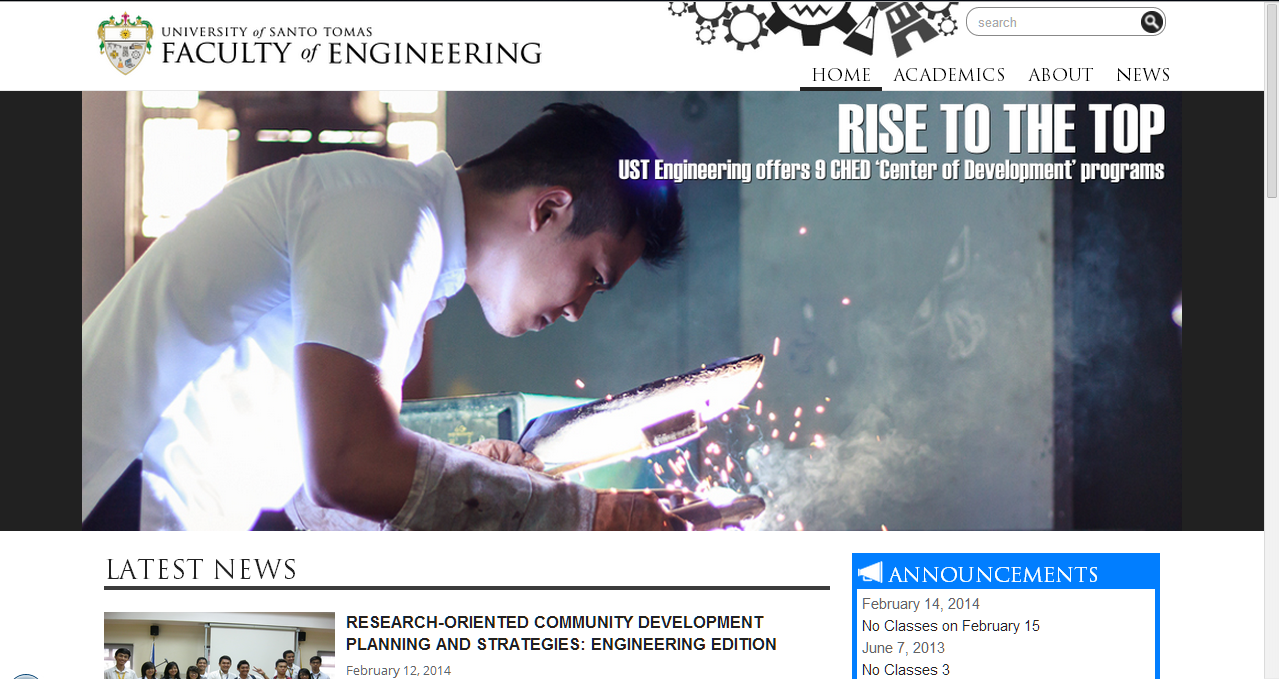 UNIVERSITY of SANTO TOMAS
FACULTY of ENGINEERING
search
HOME ACADEMICS ABOUT NEWS
RISE TO THE TOP
UST Engineering offers 9 CHED ‘Center of Development’ programs
LATEST NEWS
RESEARCH-ORIENTED COMMUNITY DEVELOPMENT
PLANNING AND STRATEGIES: ENGINEERING EDITION
February 12, 2014
ANNOUNCEMENTS
February 14, 2014
No Classes on February 15
June 7, 2013
No Classes 3